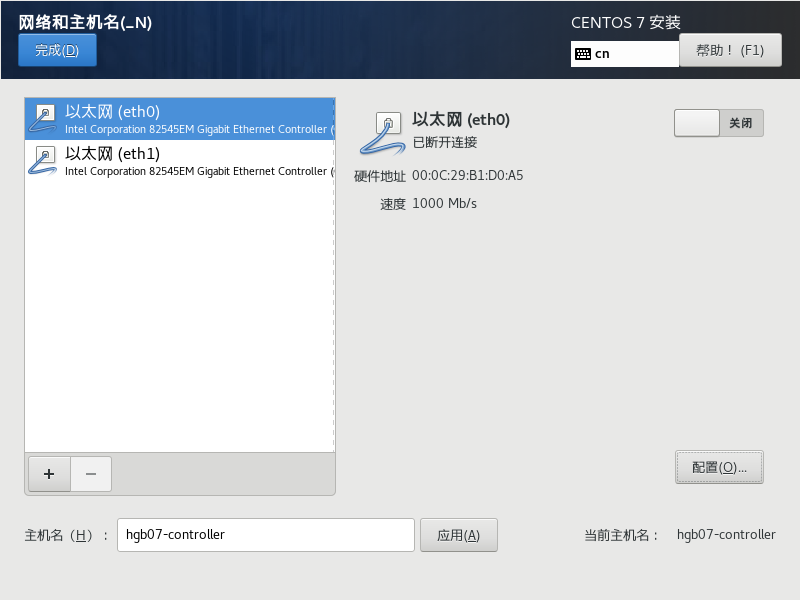 网络和主机名(_N)
CENTOS 7 安装
完成(D)
cn
帮助！ (F1)
以太网 (eth0)
Intel Corporation 82545EM Gigabit Ethernet Controller (
以太网 (eth1)
Intel Corporation 82545EM Gigabit Ethernet Controller (
以太网 (eth0)
已断开连接
关闭
硬件地址 00:0C:29:B1:D0:A5
速度 1000 Mb/s
+ −
配置(O)...
主机名（H）： hgb07-controller
应用(A)
当前主机名： hgb07-controller